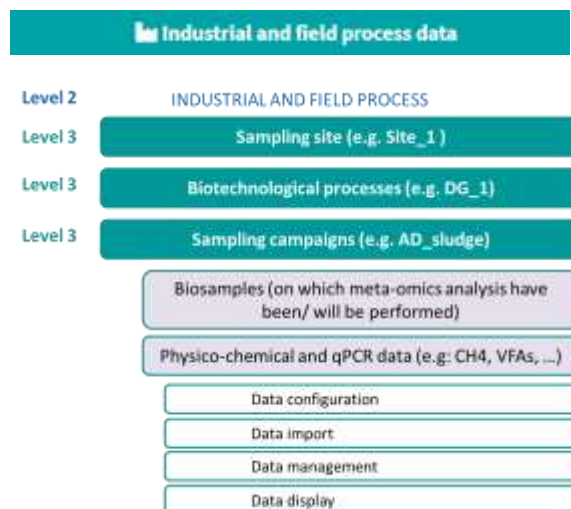 Industrial and field process data
Level 2 INDUSTRIAL AND FIELD PROCESS
Level 3 Sampling site (e.g. Site_1 )
Level 3 Biotechnological processes (e.g. DG_1)
Level 3 Sampling campaigns (e.g. AD_sludge)
Biosamples (on which meta-omics analysis have
been/ will be performed)
Physico-chemical and qPCR data (e.g: CH4, VFAs, ...)
Data configuration
Data import
Data management
Data display